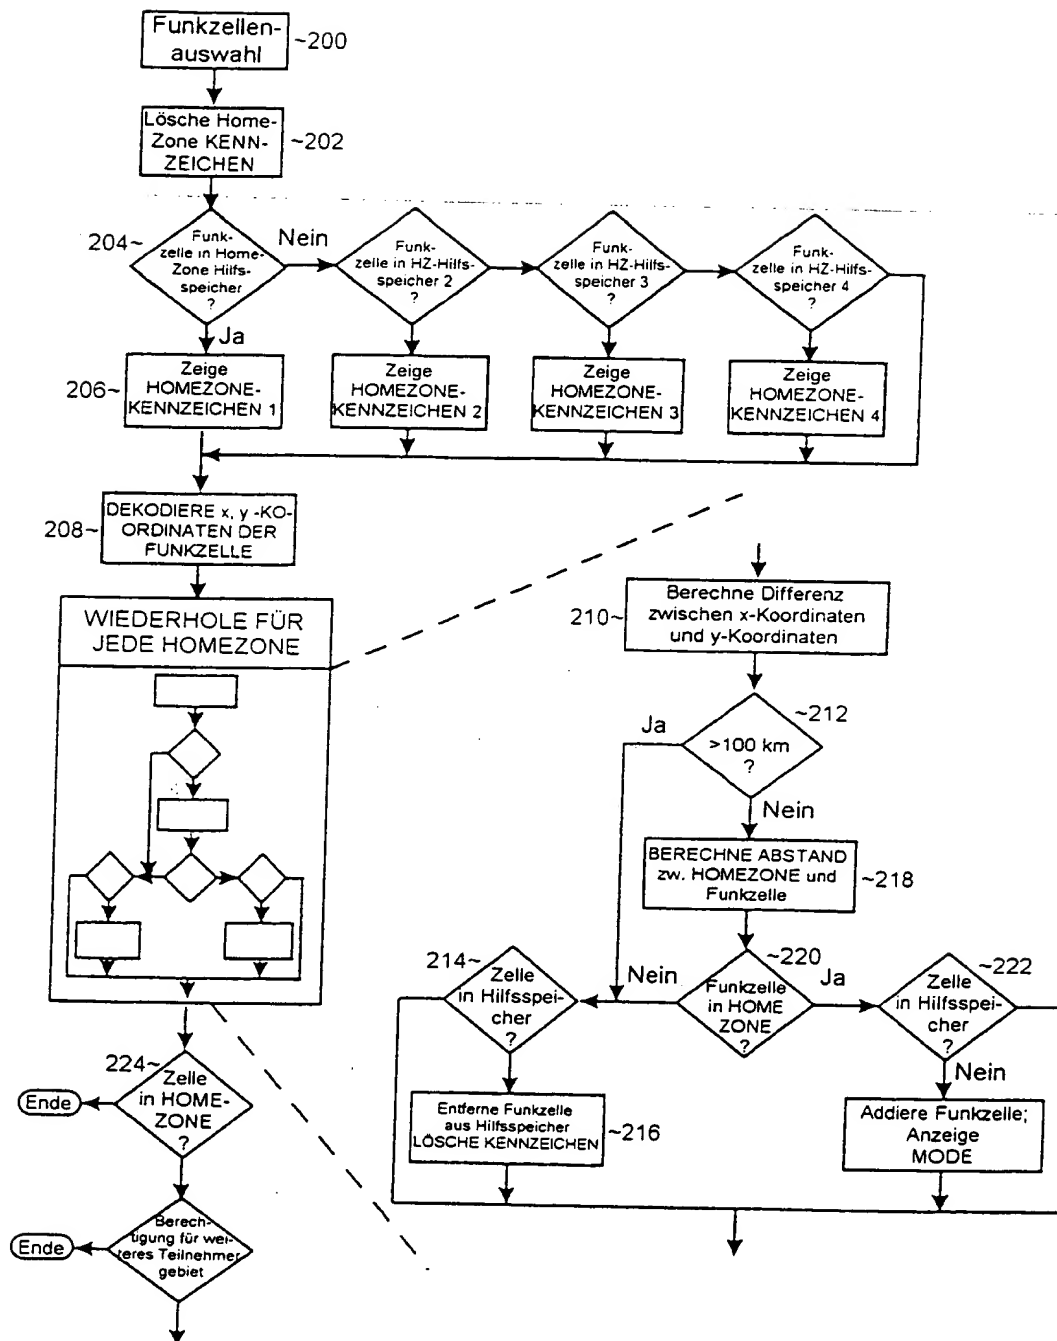 Funkzellen-
auswahl
~200
Lösche Home-
Zone KENN-
ZEICHEN
~202
204~
Funk-
zelle in Home-
Zone Hilfs-
speicher
?
Nein
Funk-
zelle in HZ-Hilfs-
speicher 2
?
Funk-
zelle in HZ-Hilfs-
speicher 3
?
Funk-
zelle in HZ-Hilfs-
speicher 4
?
Ja
206~
Zeige
HOMEZONE-
KENNZEICHEN 1
Zeige
HOMEZONE-
KENNZEICHEN 2
Zeige
HOMEZONE-
KENNZEICHEN 3
Zeige
HOMEZONE-
KENNZEICHEN 4
208~
DEKODIERE x, y -KO-
ORDINATEN DER
FUNKZELLE
WIEDERHOLE FÜR
JEDE HOMEZONE
210~
Berechne Differenz
zwischen x-Koordinaten
und y-Koordinaten
~212
Ja
>100 km
?
Nein
BERECHNE ABSTAND
zw. HOMEZONE und
Funkzelle
~218
214~
Zelle
in Hilfsspei-
cher
?
Nein
~220
Funkzelle
in HOME
ZONE
?
Ja
~222
Zelle
in Hilfsspei-
cher
?
Nein
Entferne Funkzelle
aus Hilfsspeicher
LÖSCHE KENNZEICHEN
~216
Addiere Funkzelle;
Anzeige
MODE
224~
Zelle
in HOME-
ZONE
?
Ende
Berech-
tigung für wei-
teres Teilnehmer
gebiet
Ende